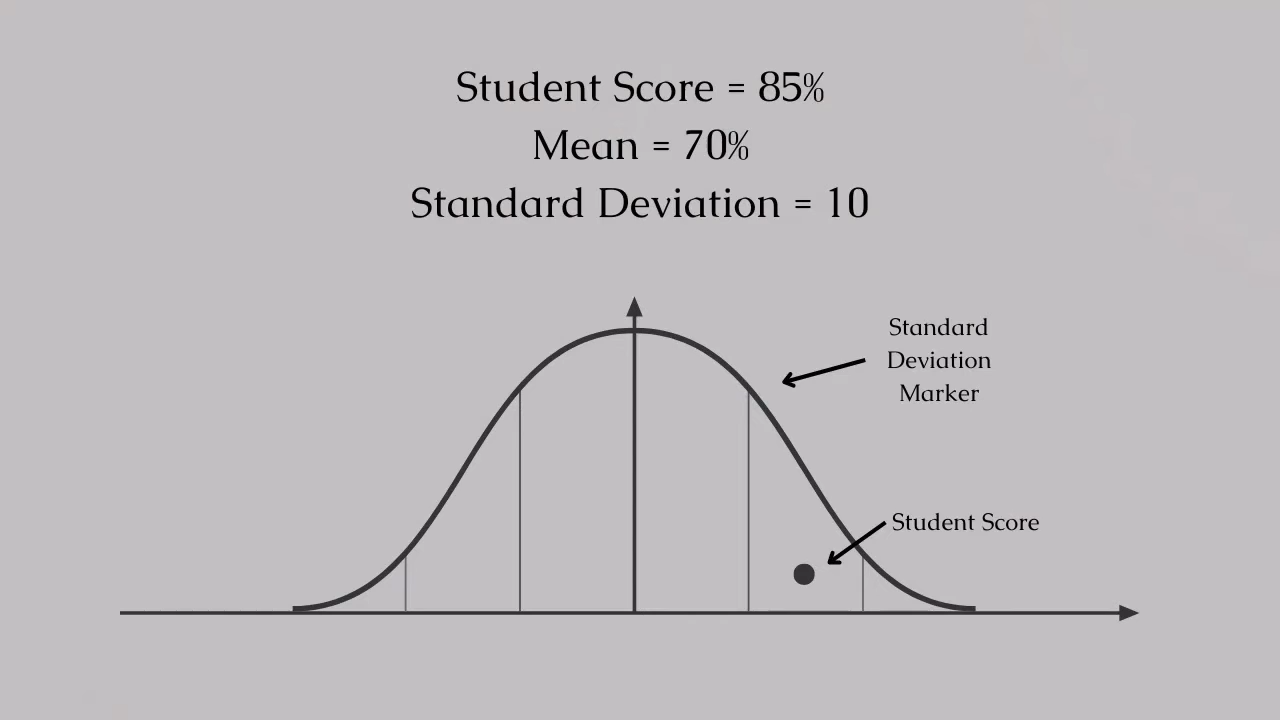 Student Score = 85%
Mean = 70%
Standard Deviation = 10
Standard
Deviation
Marker
Student Score